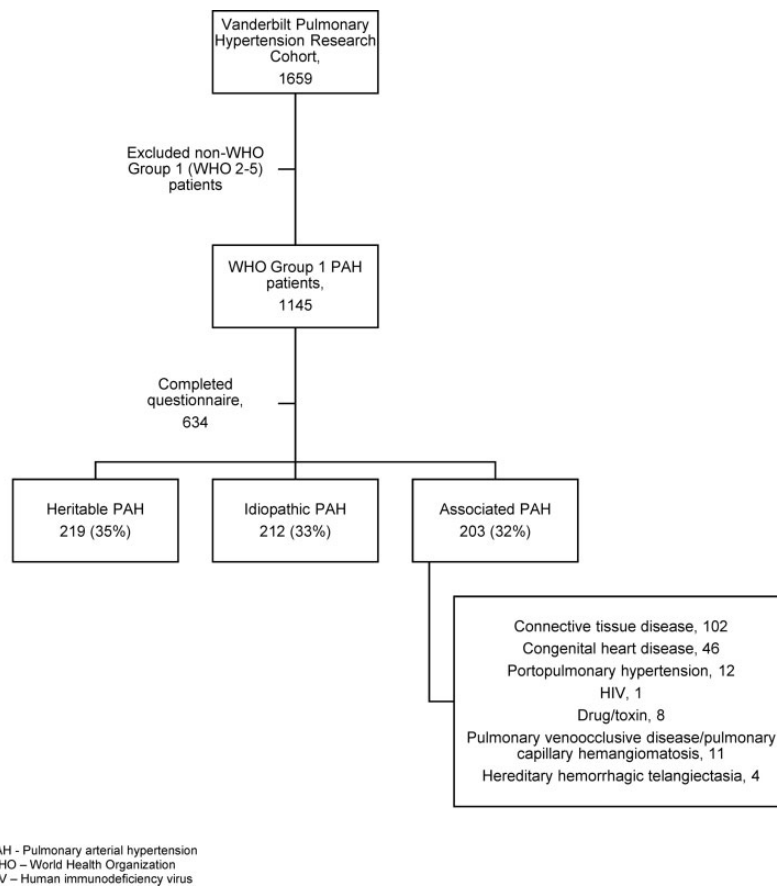 Vanderbilt Pulmonary
Hypertension Research
Cohort,
1659
Excluded non-WHO
Group 1 (WHO 2-5)
patients
WHO Group 1 PAH
patients,
1145
Completed
questionnaire,
634
Heritable PAH
219 (35%)
Idiopathic PAH
212 (33%)
Associated PAH
203 (32%)
Connective tissue disease, 102
Congenital heart disease, 46
Portopulmonary hypertension, 12
HIV, 1
Drug/toxin, 8
Pulmonary venoocclusive disease/pulmonary
capillary hemangiomatosis, 11
Hereditary hemorrhagic telangiectasia, 4
AH - Pulmonary arterial hypertension
HO – World Health Organization
V – Human immunodeficiency virus